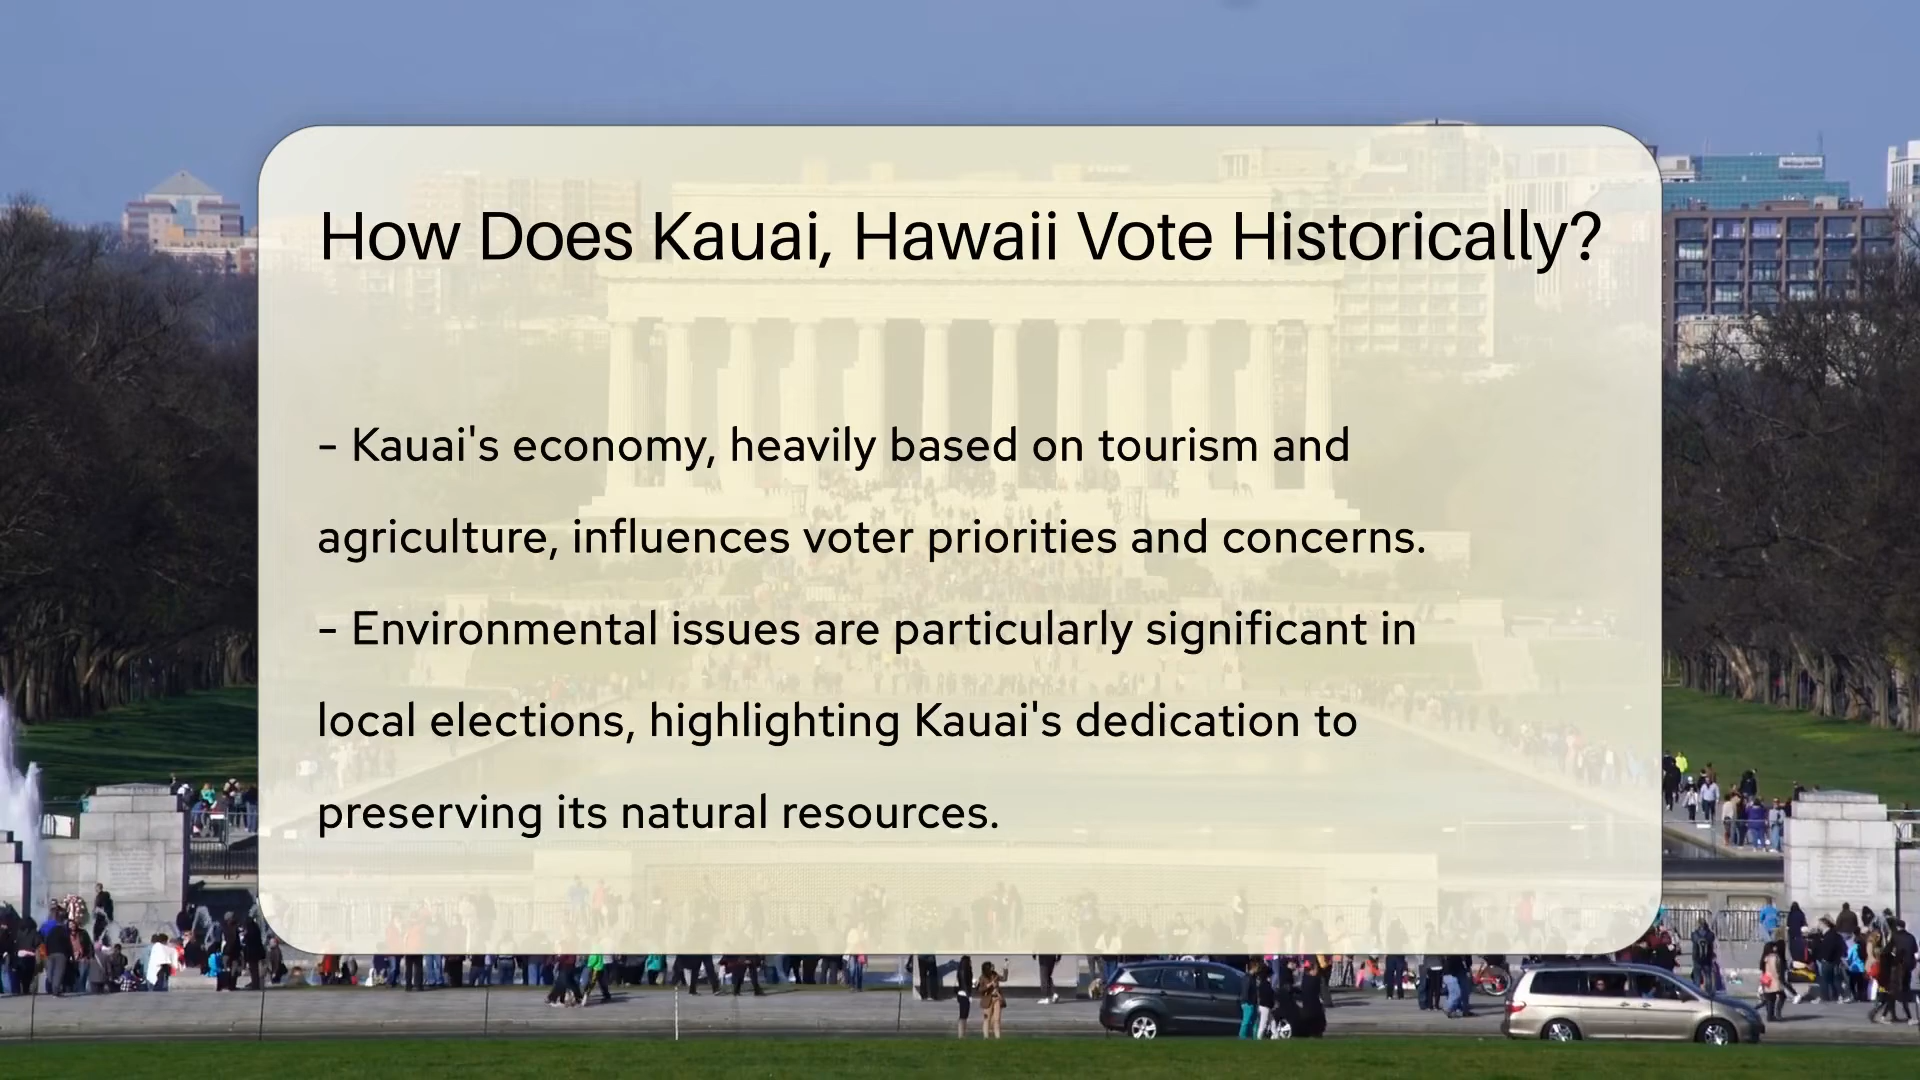 How Does Kauai, Hawaii Vote Historically?
- Kauai's economy, heavily based on tourism and
agriculture, influences voter priorities and concerns.
- Environmental issues are particularly significant in
local elections, highlighting Kauai's dedication to
preserving its natural resources.